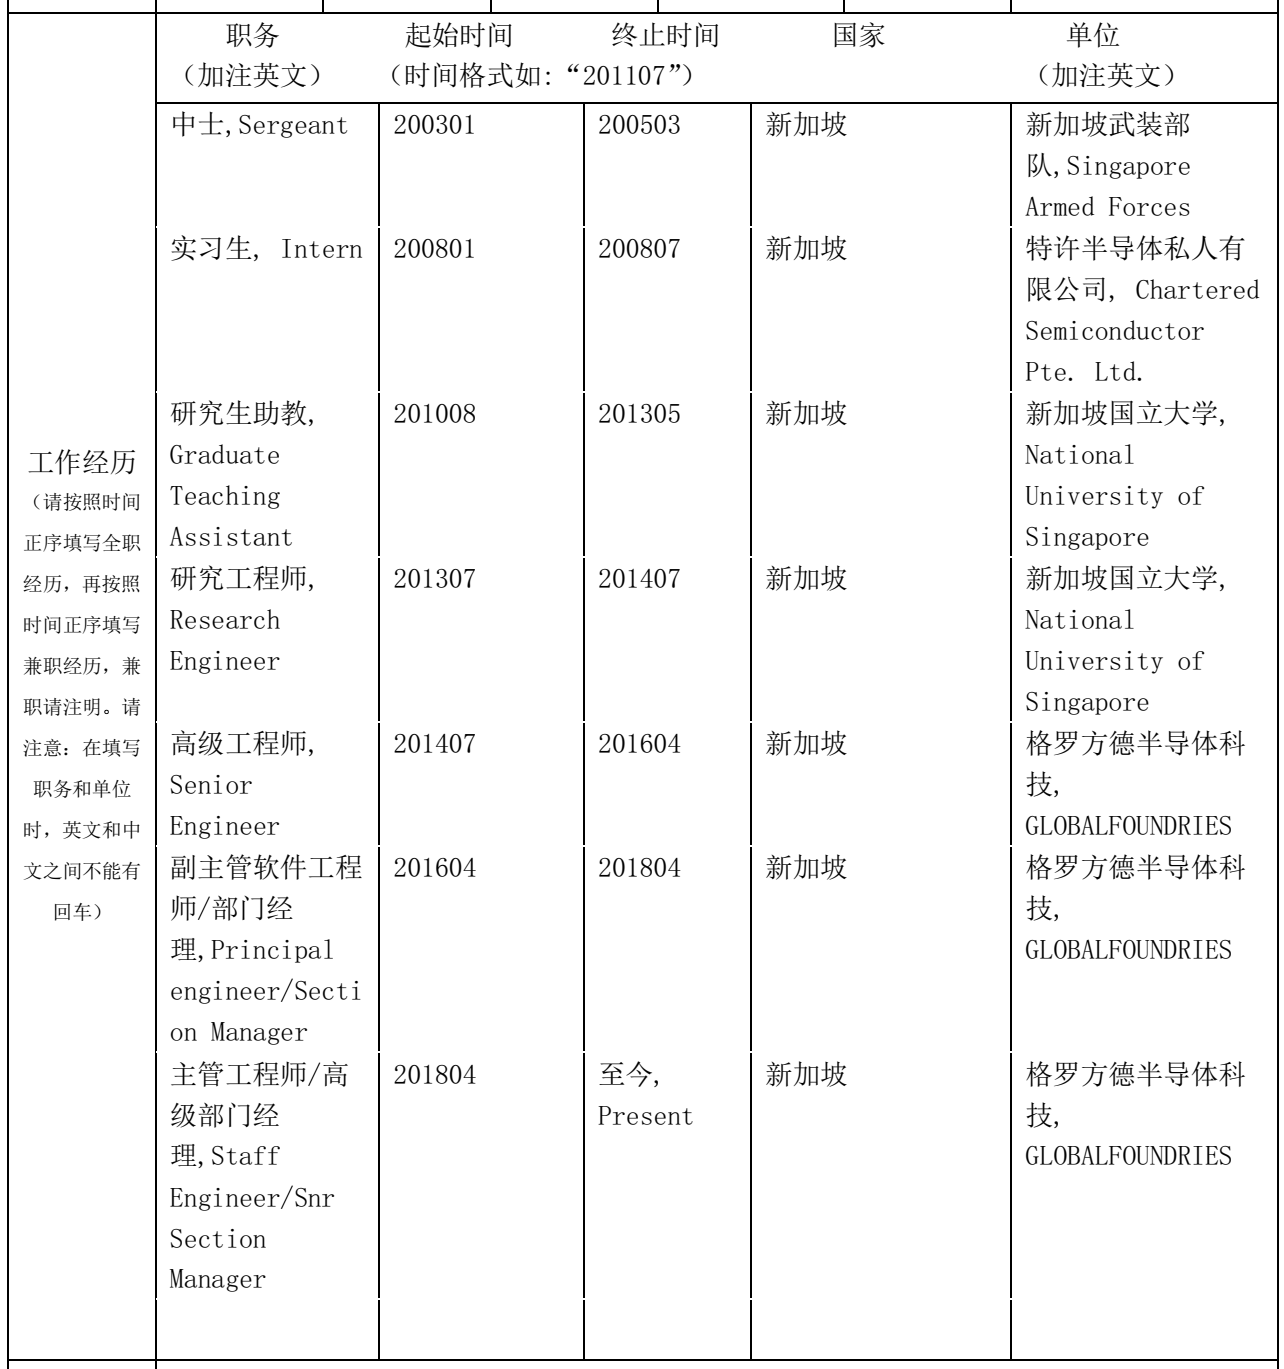 职务 起始时间 终止时间 国家 单位
（加注英文） （时间格式如:“201107”） （加注英文）
工作经历
（请按照时间
正序填写全职
经历，再按照
时间正序填写
兼职经历，兼
职请注明。请
注意：在填写
职务和单位
时，英文和中
文之间不能有
回车）
中士,Sergeant 200301 200503 新加坡 新加坡武装部
队,Singapore
Armed Forces
实习生, Intern 200801 200807 新加坡 特许半导体私人有
限公司, Chartered
Semiconductor
Pte. Ltd.
研究生助教, 201008 201305 新加坡 新加坡国立大学,
Graduate National
Teaching University of
Assistant Singapore
研究工程师, 201307 201407 新加坡 新加坡国立大学,
Research National
Engineer University of
Singapore
高级工程师, 201407 201604 新加坡 格罗方德半导体科
Senior 技,
Engineer GLOBALFOUNDRIES
副主管软件工程 201604 201804 新加坡 格罗方德半导体科
师/部门经 技,
理,Principal GLOBALFOUNDRIES
engineer/Secti
on Manager
主管工程师/高 201804 至今, 新加坡 格罗方德半导体科
级部门经 Present 技,
理,Staff GLOBALFOUNDRIES
Engineer/Snr
Section
Manager